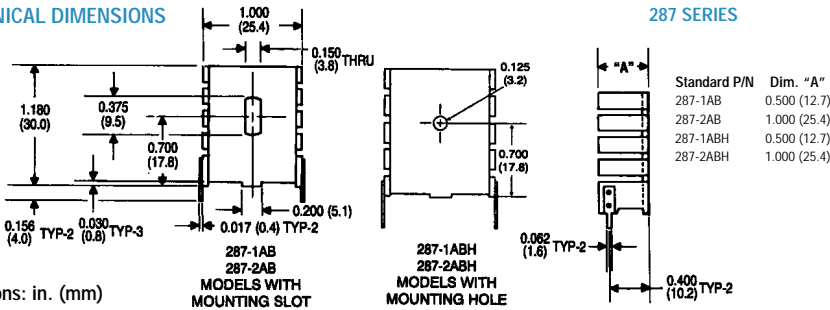 NICAL DIMENSIONS
287 SERIES
1.000
(25.4)
0.150 THRU
(3.8)
1.180
(30.0)
0.375
(9.5)
0.700
(17.8)
0.156 TYP-2
(4.0)
0.030 TYP-3
(0.8)
0.200 (5.1)
0.017 (0.4) TYP-2
287-1AB
287-2AB
MODELS WITH
MOUNTING SLOT
0.125
(3.2)
0.700
(17.8)
287-1ABH
287-2ABH
MODELS WITH
MOUNTING HOLE
"A"
0.062 TYP-2
(1.6)
0.400 TYP-2
(10.2)
Standard P/N Dim. "A"
287-1AB 0.500 (12.7)
287-2AB 1.000 (25.4)
287-1ABH 0.500 (12.7)
287-2ABH 1.000 (25.4)
ons: in. (mm)